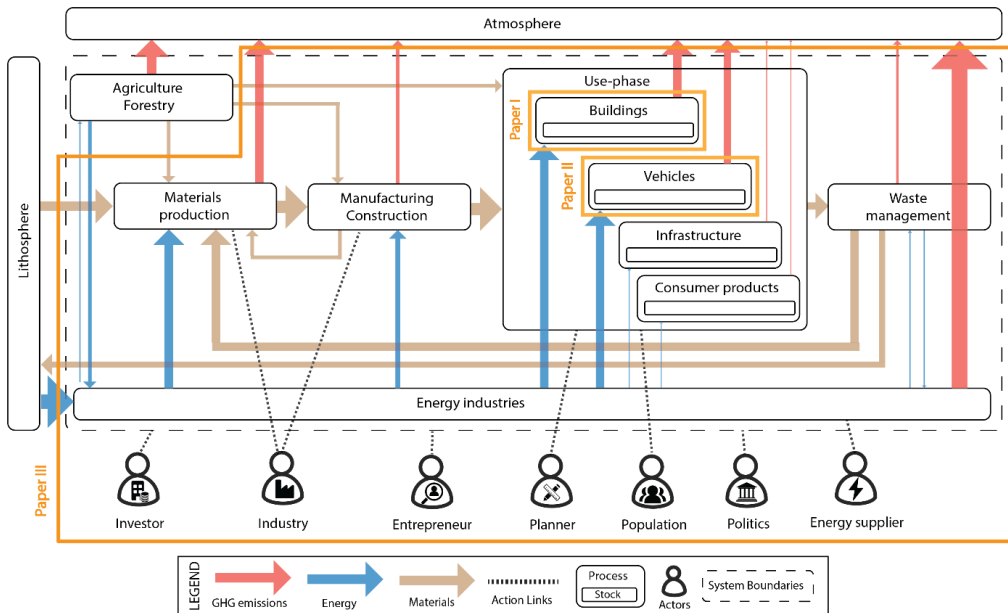 Atmosphere
Lithosphere
Agriculture
Forestry
Use-phase
Paper I
Buildings
Paper II
Vehicles
Materials
production
Manufacturing
Construction
Waste
management
Infrastructure
Consumer products
Energy industries
Paper III
Investor
Industry
Entrepreneur
Planner
Population
Politics
Energy supplier
LEGEND
GHG emissions
Energy
Materials
Action Links
Process
Stock
Actors
System Boundaries